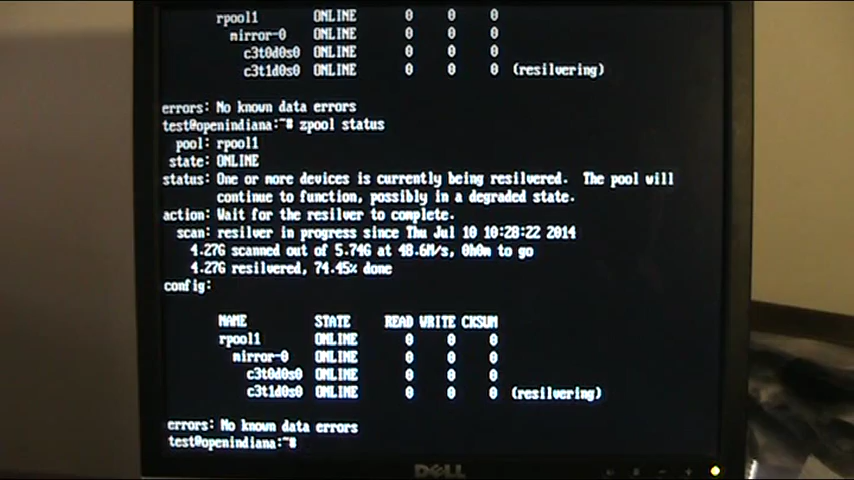 rpool1 ONLINE 0 0 0
mirror-0 ONLINE 0 0 0
c3t0d0s0 ONLINE 0 0 0
c3t1d0s0 ONLINE 0 0 0 (resilvering)
errors: No known data errors
test@openindiana:~# zpool status
pool: rpool1
state: ONLINE
status: One or more devices is currently being resilvered. The pool will
continue to function, possibly in a degraded state.
action: Wait for the resilver to complete.
scan: resilver in progress since Thu Jul 10 10:28:22 2014
4.27G scanned out of 5.74G at 48.6M/s, 0h0m to go
4.27G resilvered, 74.45% done
config:
NAME STATE READ WRITE CKSUM
rpool1 ONLINE 0 0 0
mirror-0 ONLINE 0 0 0
c3t0d0s0 ONLINE 0 0 0
c3t1d0s0 ONLINE 0 0 0 (resilvering)
errors: No known data errors
test@openindiana:~#
DELL